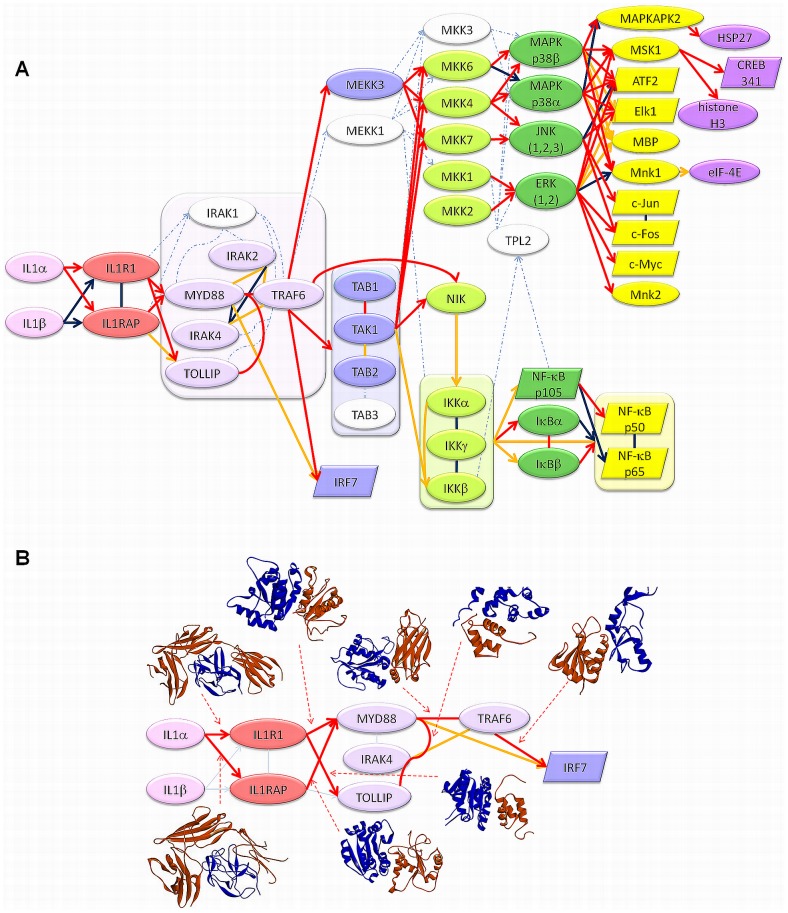 A
MKK3
MAPKAPK2
HSP27
MAPK
p38β
MSK1
MKK6
CREB
341
MEKK3
MAPK
p38α
ATF2
MKK4
Elk1
histone
H3
MEKK1
MKK7
JNK
(1,2,3)
MBP
MKK1
ERK
(1,2)
Mnk1
eIF-4E
MKK2
c-Jun
IRAK1
TPL2
c-Fos
IRAK2
c-Myc
IL1α
IL1R1
MYD88
TRAF6
TAB1
NIK
Mnk2
IL1β
IL1RAP
IRAK4
TAK1
TOLLIP
TAB2
NF-κB
p105
TAB3
IKKα
IκBα
NF-κB
p50
IKKγ
IκBβ
NF-κB
p65
IRF7
IKKβ
B
MYD88
TRAF6
IL1α
IL1R1
IRAK4
IRF7
IL1β
IL1RAP
TOLLIP